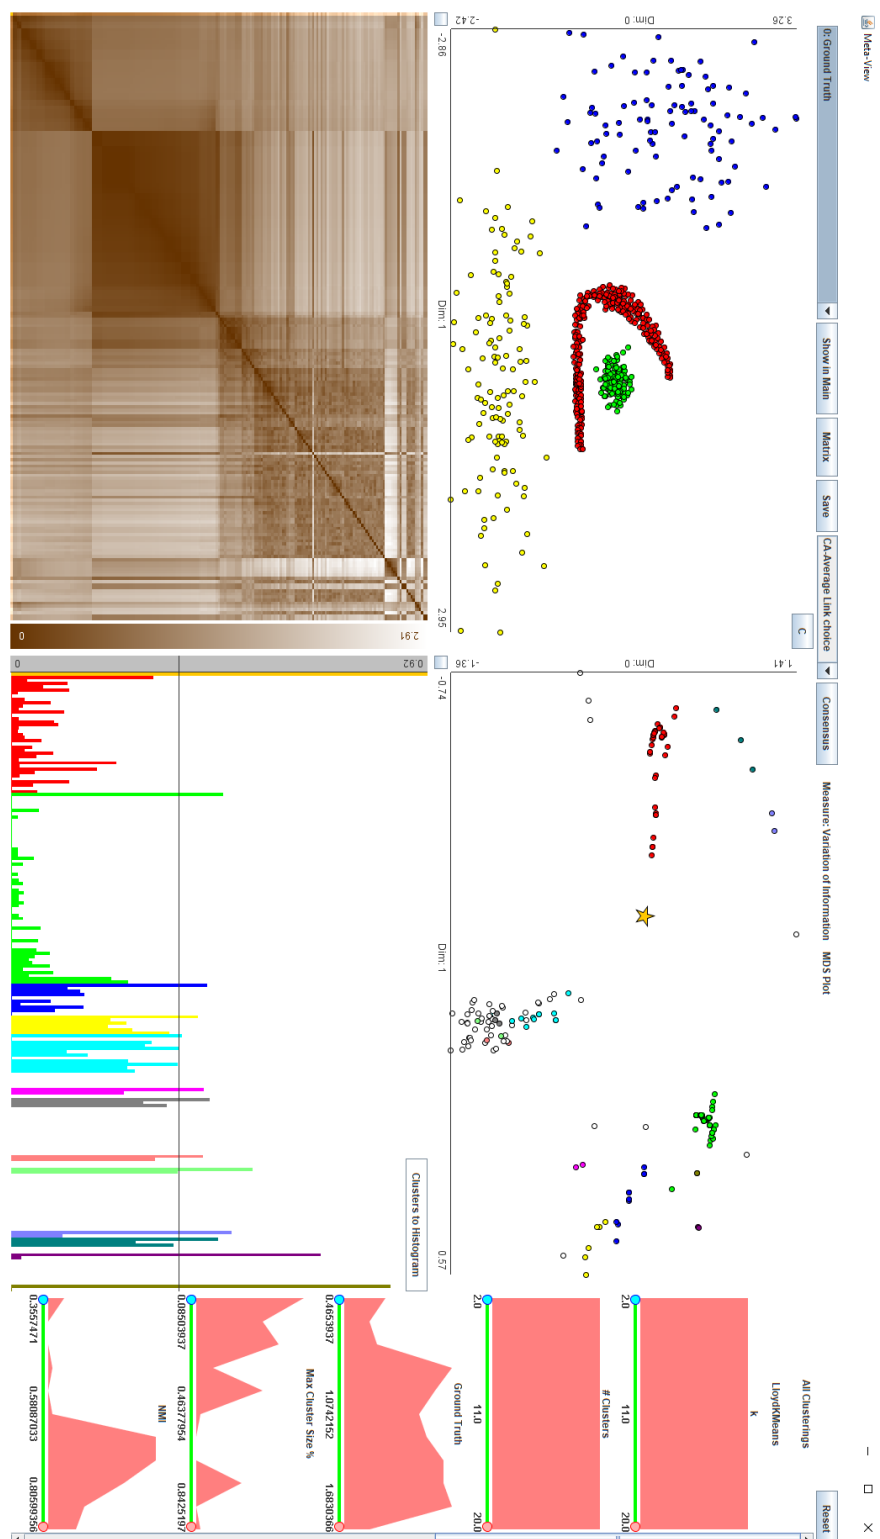 Meta-View
0: Ground Truth
Show in Main
Matrix
Save
CA-Average Link choice
Consensus
Measure: Variation of Information
MDS Plot
Reset
C
3.26
Dim: 0
-2.42
-2.86
Dim: 1
2.95
1.41
Dim: 0
-1.36
-0.74
Dim: 1
0.57
0
2.91
0.92
0
Clusters to Histogram
All Clusterings
LloydKMeans
k
2.0
11.0
20.0
# Clusters
2.0
11.0
20.0
Ground Truth
0.4653937
1.0742152
1.6830366
Max Cluster Size %
0.08503937
0.46377954
0.8425197
NMI
0.3557471
0.58087033
0.80599356